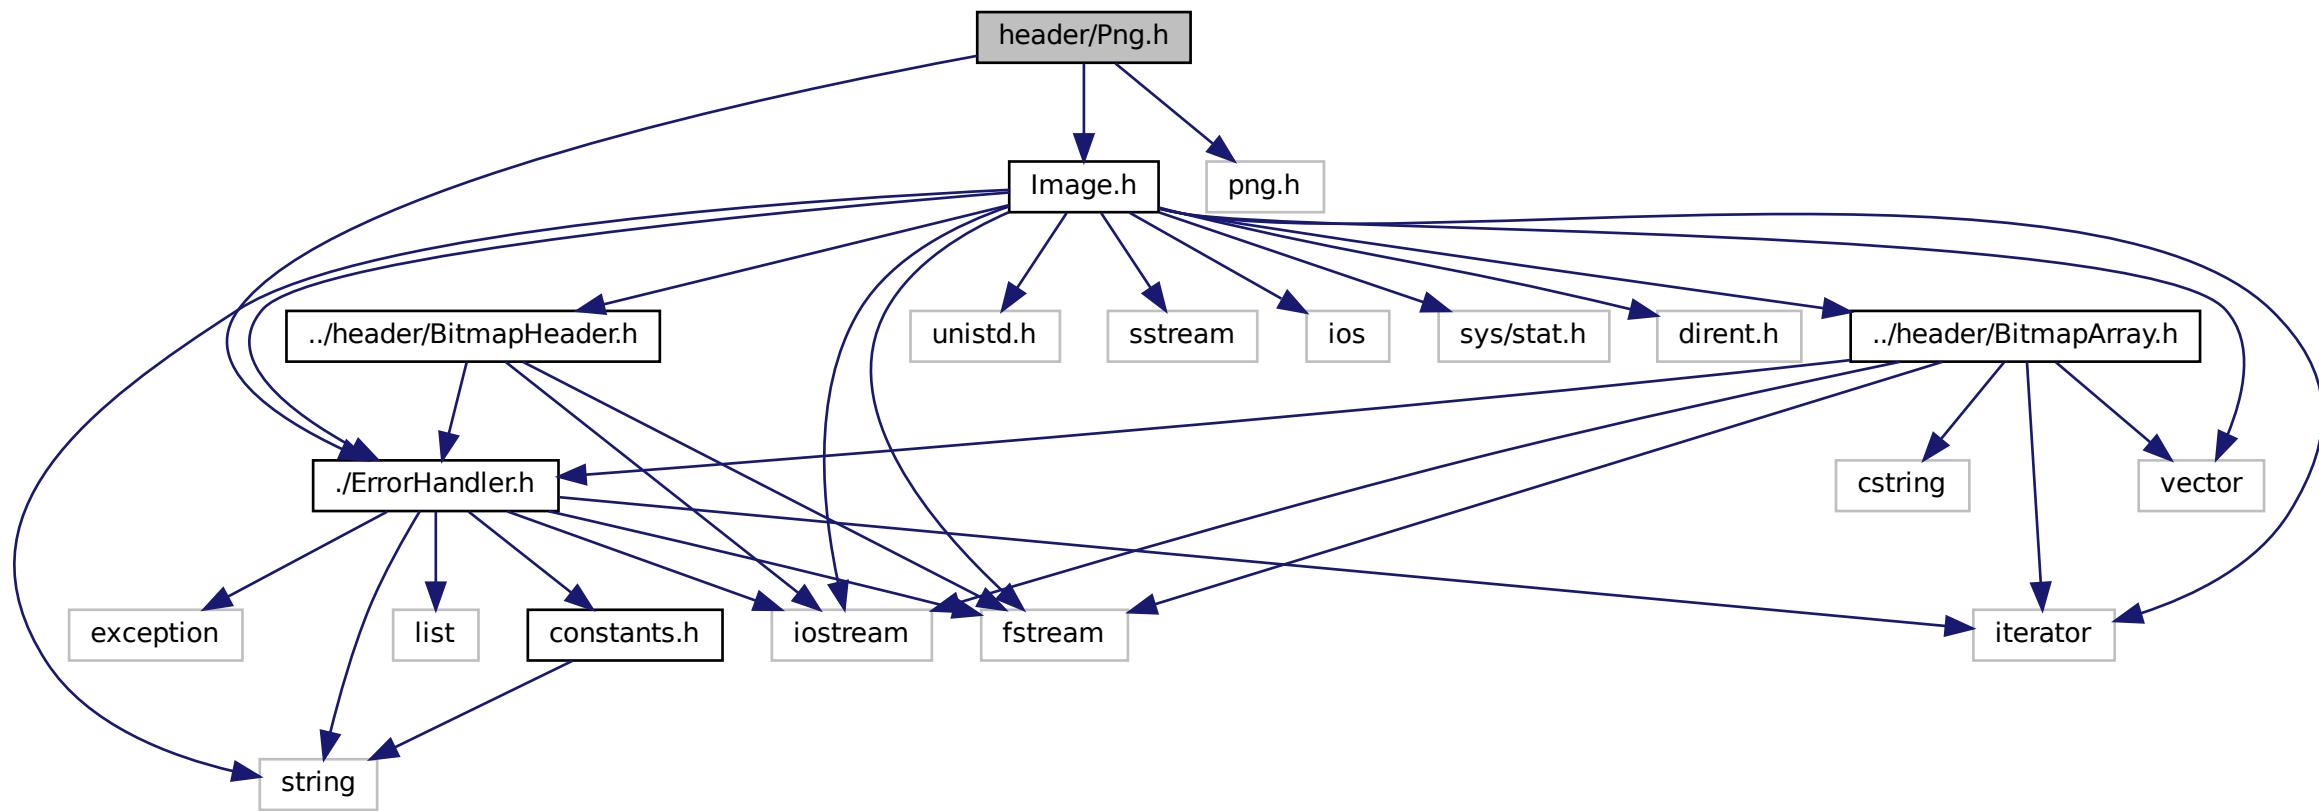 header/Png.h
Image.h
png.h
../header/BitmapHeader.h
unistd.h
sstream
ios
sys/stat.h
dirent.h
../header/BitmapArray.h
./ErrorHandler.h
cstring
vector
exception
list
constants.h
iostream
fstream
iterator
string